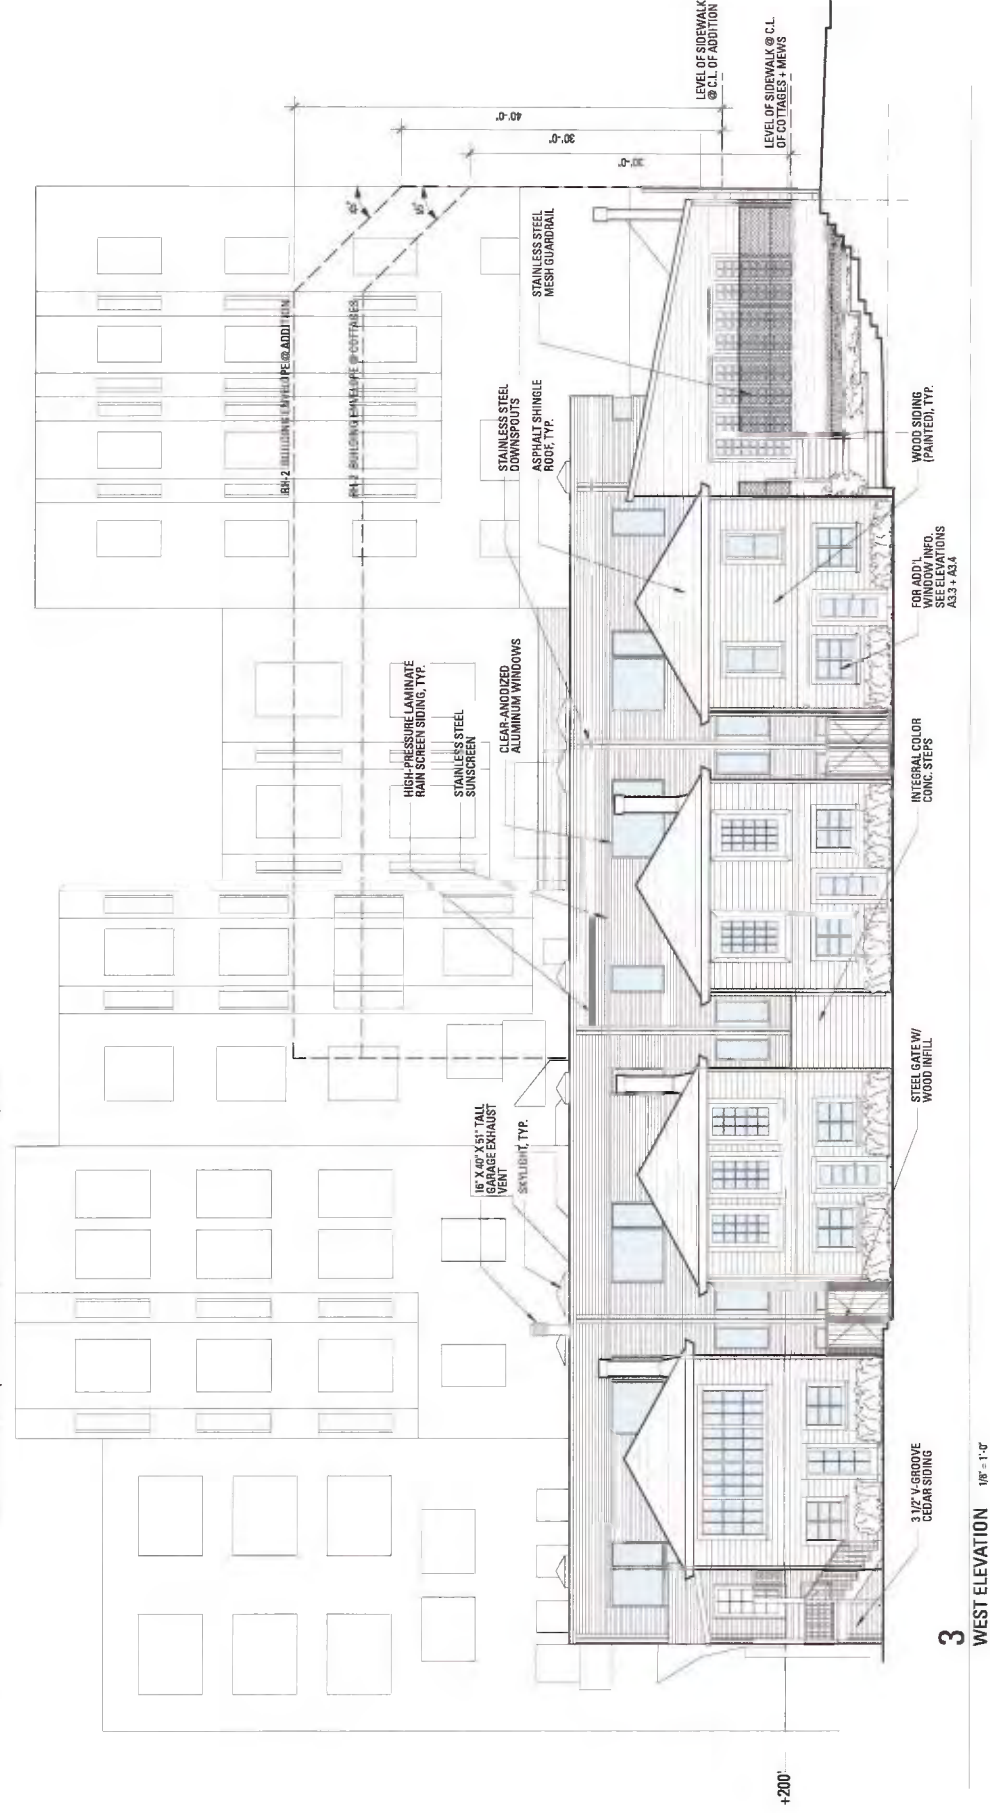 LEVEL OF SIDEWALK
@ C.L. OF ADDITION
LEVEL OF SIDEWALK @ C.L.
OF COTTAGES + MEWS
40'-0"
30'-0"
30'-0"
45°
45°
RH-2 BUILDING ENVELOPE @ ADDITION
RH-2 BUILDING ENVELOPE @ COTTAGES
STAINLESS STEEL
MESH GUARDRAIL
STAINLESS STEEL
DOWNSPOUTS
ASPHALT SHINGLE
ROOF, TYP.
HIGH-PRESSURE LAMINATE
RAIN SCREEN SIDING, TYP.
STAINLESS STEEL
SUNSCREEN
CLEAR-ANODIZED
ALUMINUM WINDOWS
16" X 40" X 51" TALL
GARAGE EXHAUST
VENT
SKYLIGHT, TYP.
WOOD SIDING
(PAINTED), TYP.
FOR ADD'L
WINDOW INFO.
SEE ELEVATIONS
A3.3 + A3.4
INTEGRAL COLOR
CONC. STEPS
STEEL GATE W/
WOOD INFILL
3 1/2" V-GROOVE
CEDAR SIDING
+200'
3
WEST ELEVATION 1/8" = 1'-0"